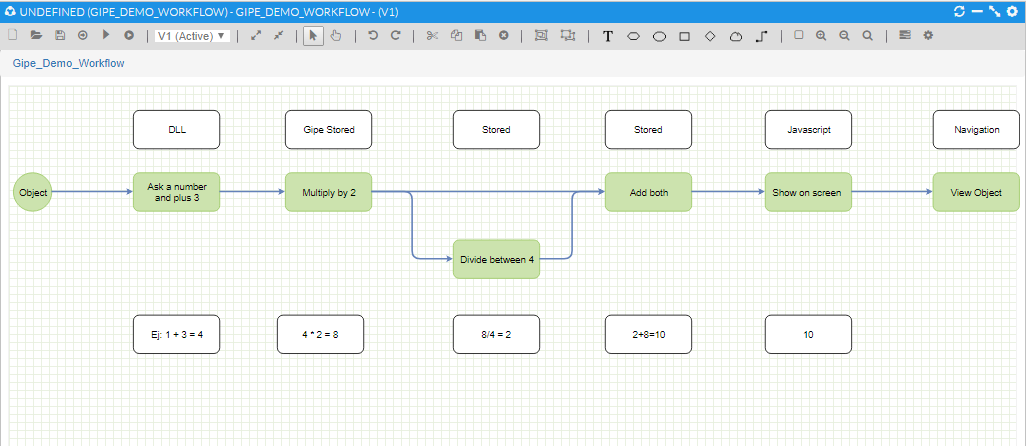 UNDEFINED (GIPE_DEMO_WORKFLOW) - GIPE_DEMO_WORKFLOW - (V1)
V1 (Active)
T
Gipe_Demo_Workflow
DLL
Gipe Stored
Stored
Stored
Javascript
Navigation
Object
Ask a number
and plus 3
Multiply by 2
Add both
Show on screen
View Object
Divide between 4
Ej: 1 + 3 = 4
4 * 2 = 8
8/4 = 2
2+8=10
10